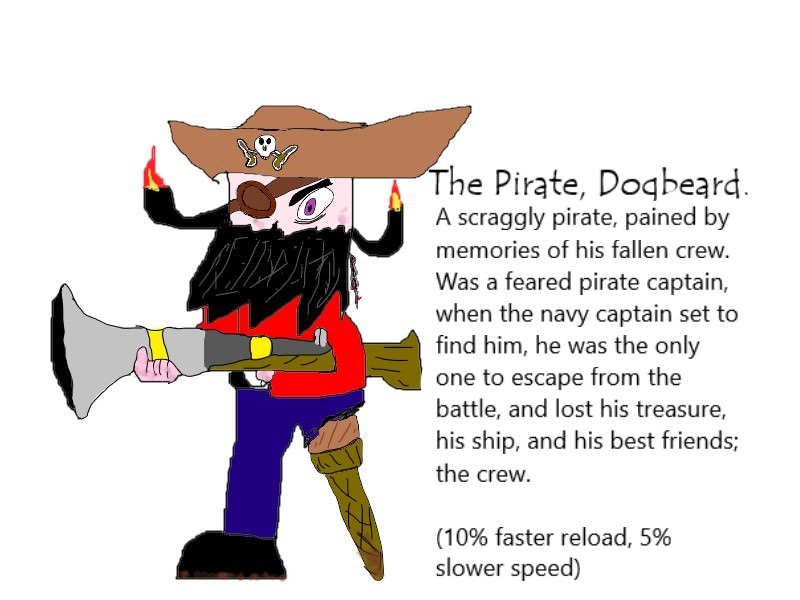 The Pirate, Dogbeard.
A scraggly pirate, pained by
memories of his fallen crew.
Was a feared pirate captain,
when the navy captain set to
find him, he was the only
one to escape from the
battle, and lost his treasure,
his ship, and his best friends;
the crew.
(10% faster reload, 5%
slower speed)